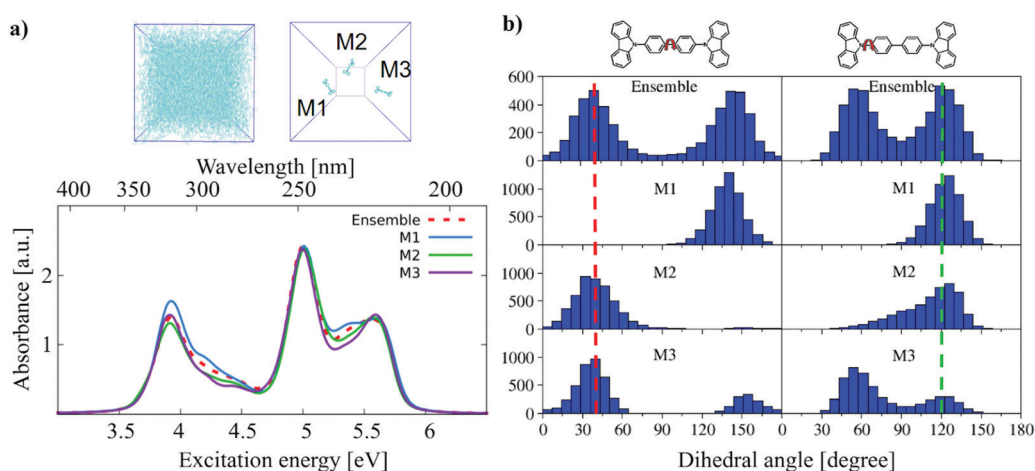 a)
M1
M2
M3
Wavelength [nm]
400 350 300 250 200
Ensemble
M1
M2
M3
Absorbance [a.u.]
2
1
3.5 4 4.5 5 5.5 6
Excitation energy [eV]
b)
N N N N
600
400
200
0
Ensemble Ensemble
1000
500
0
M1 M1
1000
500
0
M2 M2
1000
500
0
M3 M3
0 30 60 90 120 150 0 30 60 90 120 150 180
Dihedral angle [degree]